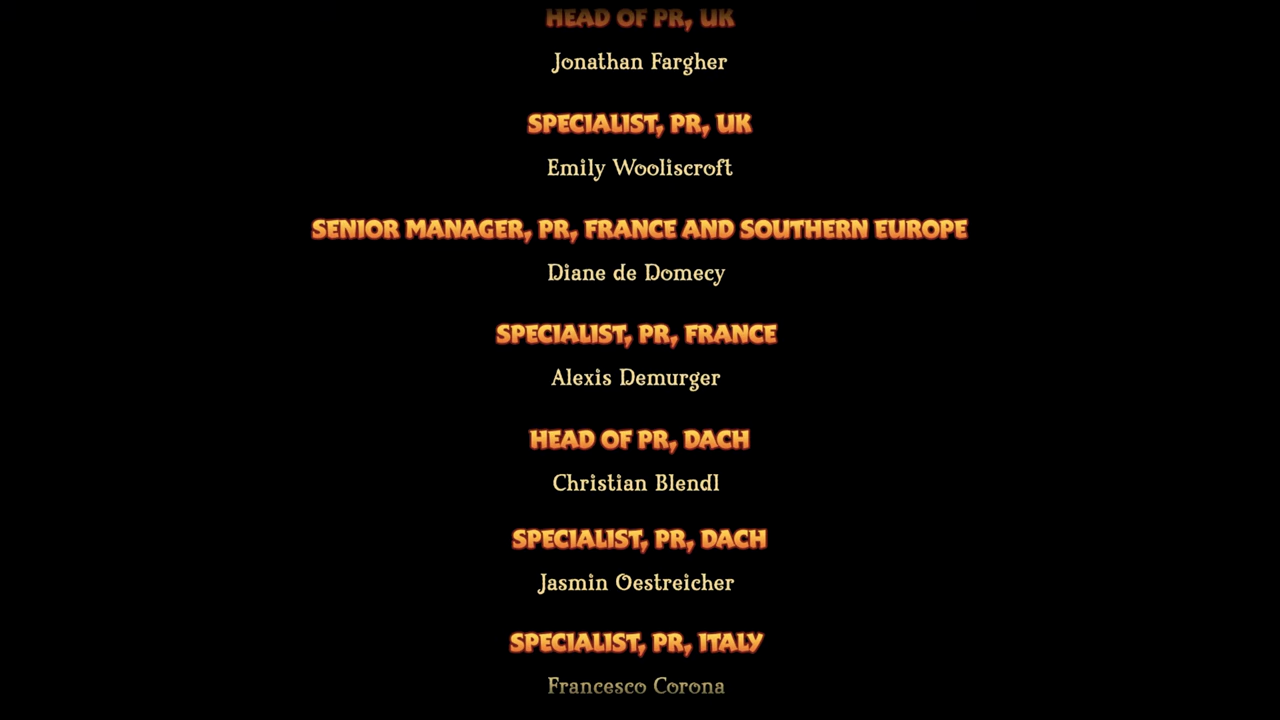 HEAD OF PR, UK
Jonathan Fargher
SPECIALIST, PR, UK
Emily Wooliscroft
SENIOR MANAGER, PR, FRANCE AND SOUTHERN EUROPE
Diane de Domecy
SPECIALIST, PR, FRANCE
Alexis Demurger
HEAD OF PR, DACH
Christian Blendl
SPECIALIST, PR, DACH
Jasmin Oestreicher
SPECIALIST, PR, ITALY
Francesco Corona